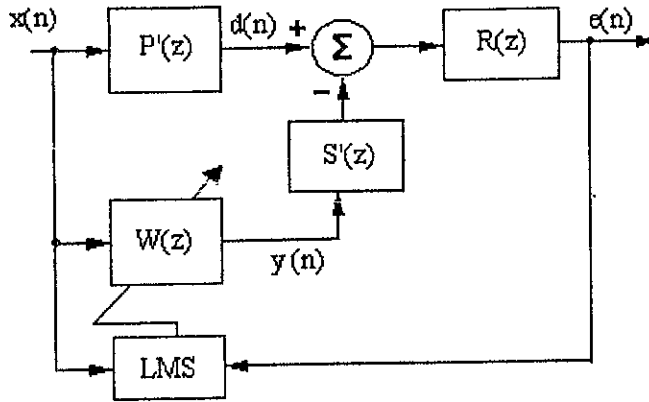 x(n)
P'(z)
d(n)
+
Σ
R(z)
e(n)
−
S'(z)
W(z)
y(n)
LMS